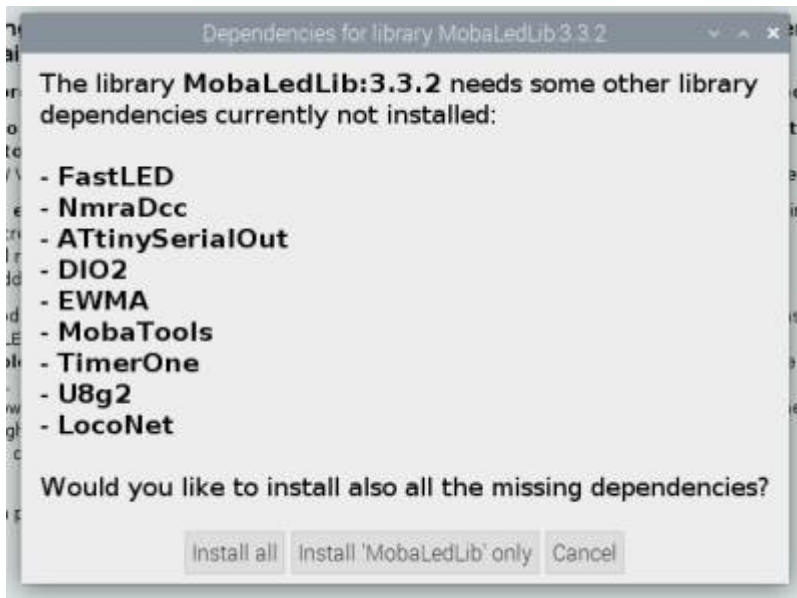 Dependencies for library MobaLedLib:3.3.2
The library MobaLedLib:3.3.2 needs some other library
dependencies currently not installed:
- FastLED
- NmraDcc
- ATtinySerialOut
- DIO2
- EWMA
- MobaTools
- TimerOne
- U8g2
- LocoNet
Would you like to install also all the missing dependencies?
Install all Install 'MobaLedLib' only Cancel